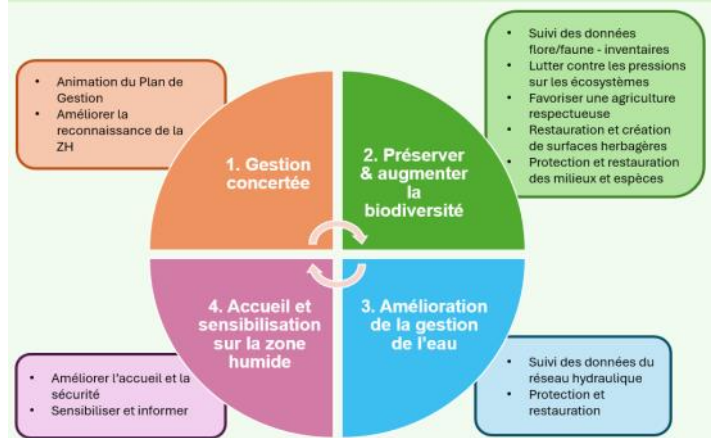 • Animation du Plan de
Gestion
• Améliorer la
reconnaissance de la
ZH
1. Gestion
concertée
• Suivi des données
flore/faune - inventaires
• Lutter contre les pressions
sur les écosystèmes
• Favoriser une agriculture
respectueuse
• Restauration et création
de surfaces herbagères
• Protection et restauration
des milieux et espèces
2. Préserver
& augmenter
la
biodiversité
4. Accueil et
sensibilisation
sur la zone
humide
3. Amélioration
de la gestion
de l'eau
• Améliorer l'accueil et la
sécurité
• Sensibiliser et informer
• Suivi des données du
réseau hydraulique
• Protection et
restauration